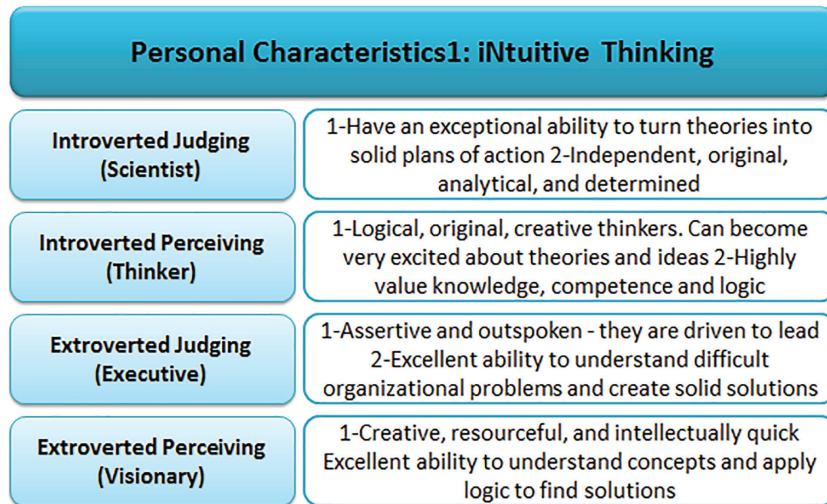 Personal Characteristics1: iNtuitive Thinking
Introverted Judging
(Scientist)
1-Have an exceptional ability to turn theories into
solid plans of action 2-Independent, original,
analytical, and determined
Introverted Perceiving
(Thinker)
1-Logical, original, creative thinkers. Can become
very excited about theories and ideas 2-Highly
value knowledge, competence and logic
Extroverted Judging
(Executive)
1-Assertive and outspoken - they are driven to lead
2-Excellent ability to understand difficult
organizational problems and create solid solutions
Extroverted Perceiving
(Visionary)
1-Creative, resourceful, and intellectually quick
Excellent ability to understand concepts and apply
logic to find solutions